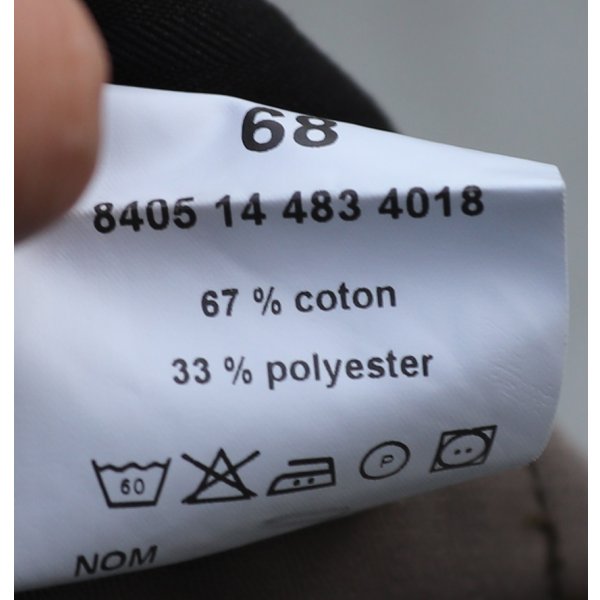 68
8405 14 483 4018
67 % coton
33 % polyester
60 P
NOM